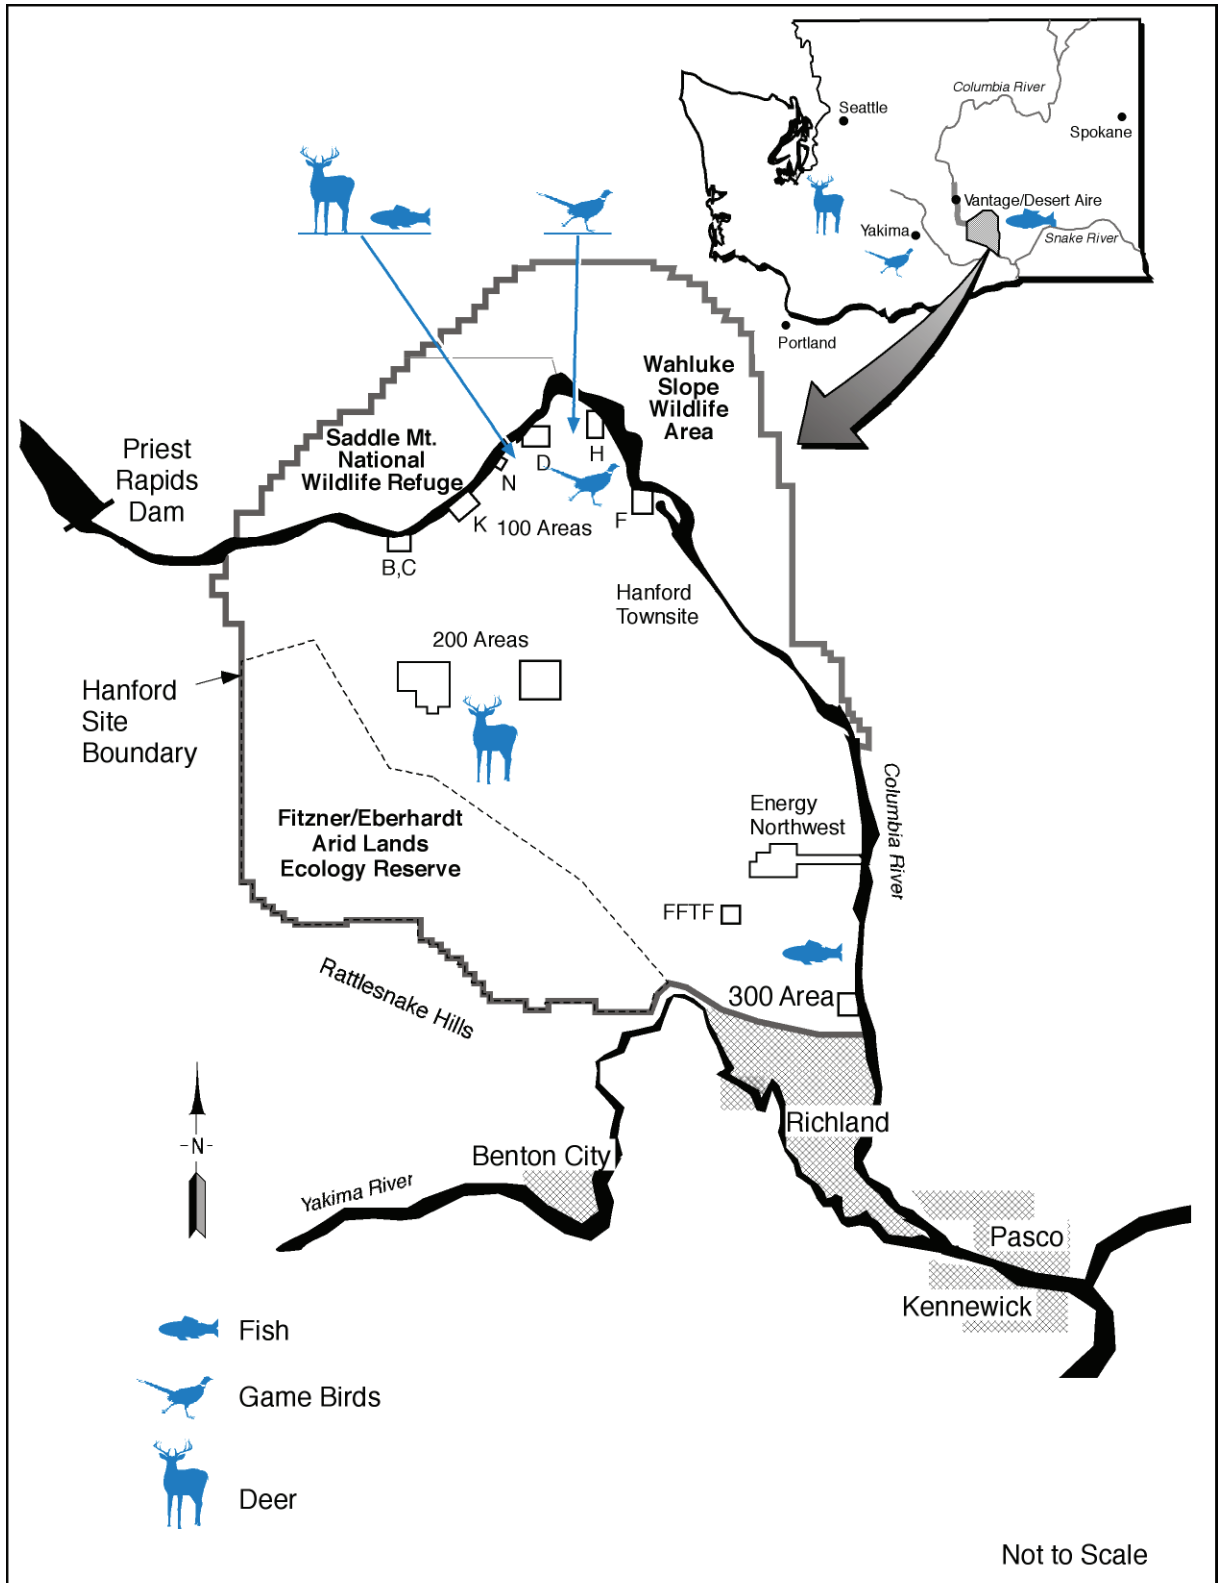 Columbia River
Seattle
Spokane
Vantage/Desert Aire
Yakima
Snake River
Portland
Wahluke
Slope
Wildlife
Area
Saddle Mt.
National
Wildlife Refuge
Priest
Rapids
Dam
D
H
N
K
F
100 Areas
B,C
Hanford
Townsite
200 Areas
Hanford
Site
Boundary
Columbia River
Energy
Northwest
Fitzner/Eberhardt
Arid Lands
Ecology Reserve
FFTF
300 Area
Rattlesnake Hills
-N-
Richland
Benton City
Yakima River
Pasco
Kennewick
Fish
Game Birds
Deer
Not to Scale